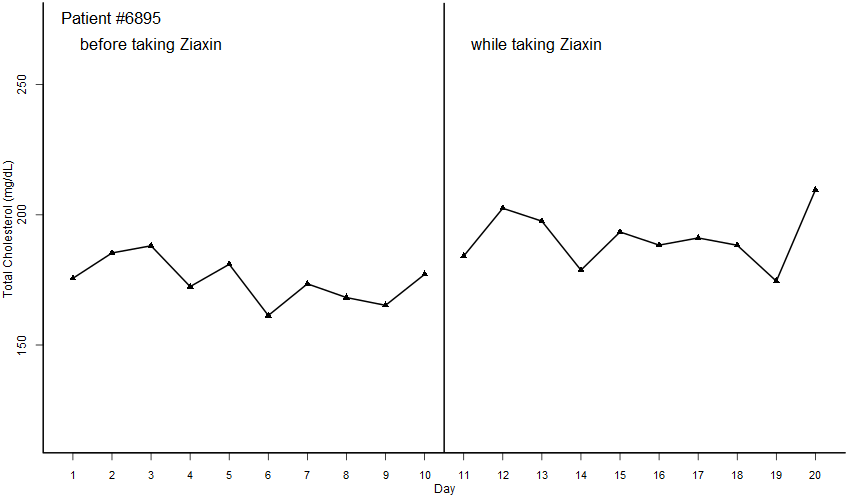 Patient #6895
before taking Ziaxin
while taking Ziaxin
Total Cholesterol (mg/dL)
250
200
150
1 2 3 4 5 6 7 8 9 10 11 12 13 14 15 16 17 18 19 20
Day